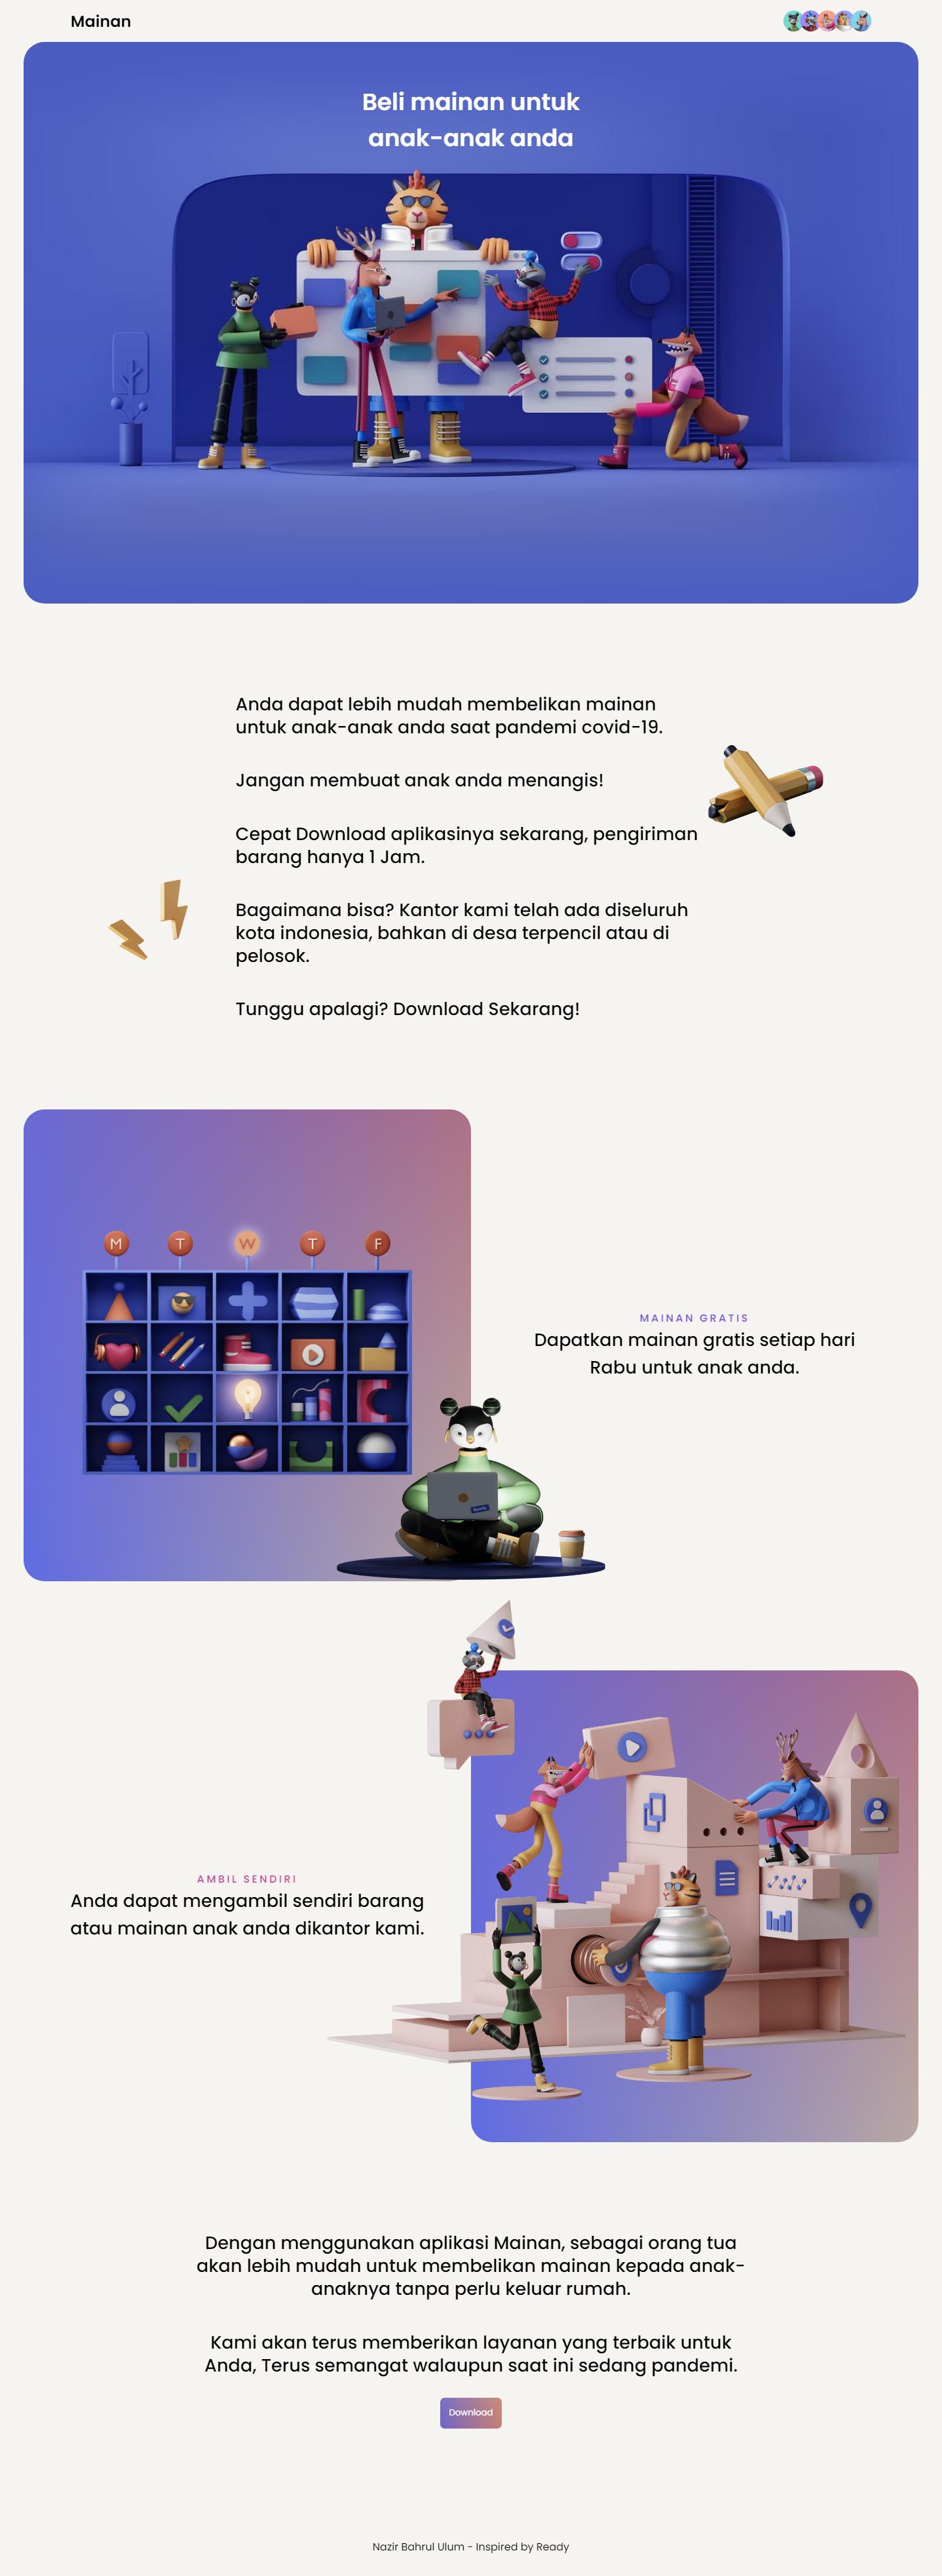 Mainan
Beli mainan untuk
anak-anak anda
Anda dapat lebih mudah membelikan mainan
untuk anak-anak anda saat pandemi covid-19.
Jangan membuat anak anda menangis!
Cepat Download aplikasinya sekarang, pengiriman
barang hanya 1 Jam.
Bagaimana bisa? Kantor kami telah ada diseluruh
kota indonesia, bahkan di desa terpencil atau di
pelosok.
Tunggu apalagi? Download Sekarang!
M T W T F
MAINAN GRATIS
Dapatkan mainan gratis setiap hari
Rabu untuk anak anda.
AMBIL SENDIRI
Anda dapat mengambil sendiri barang
atau mainan anak anda dikantor kami.
Dengan menggunakan aplikasi Mainan, sebagai orang tua
akan lebih mudah untuk membelikan mainan kepada anak-
anaknya tanpa perlu keluar rumah.
Kami akan terus memberikan layanan yang terbaik untuk
Anda, Terus semangat walaupun saat ini sedang pandemi.
Download
Nazir Bahrul Ulum - Inspired by Ready